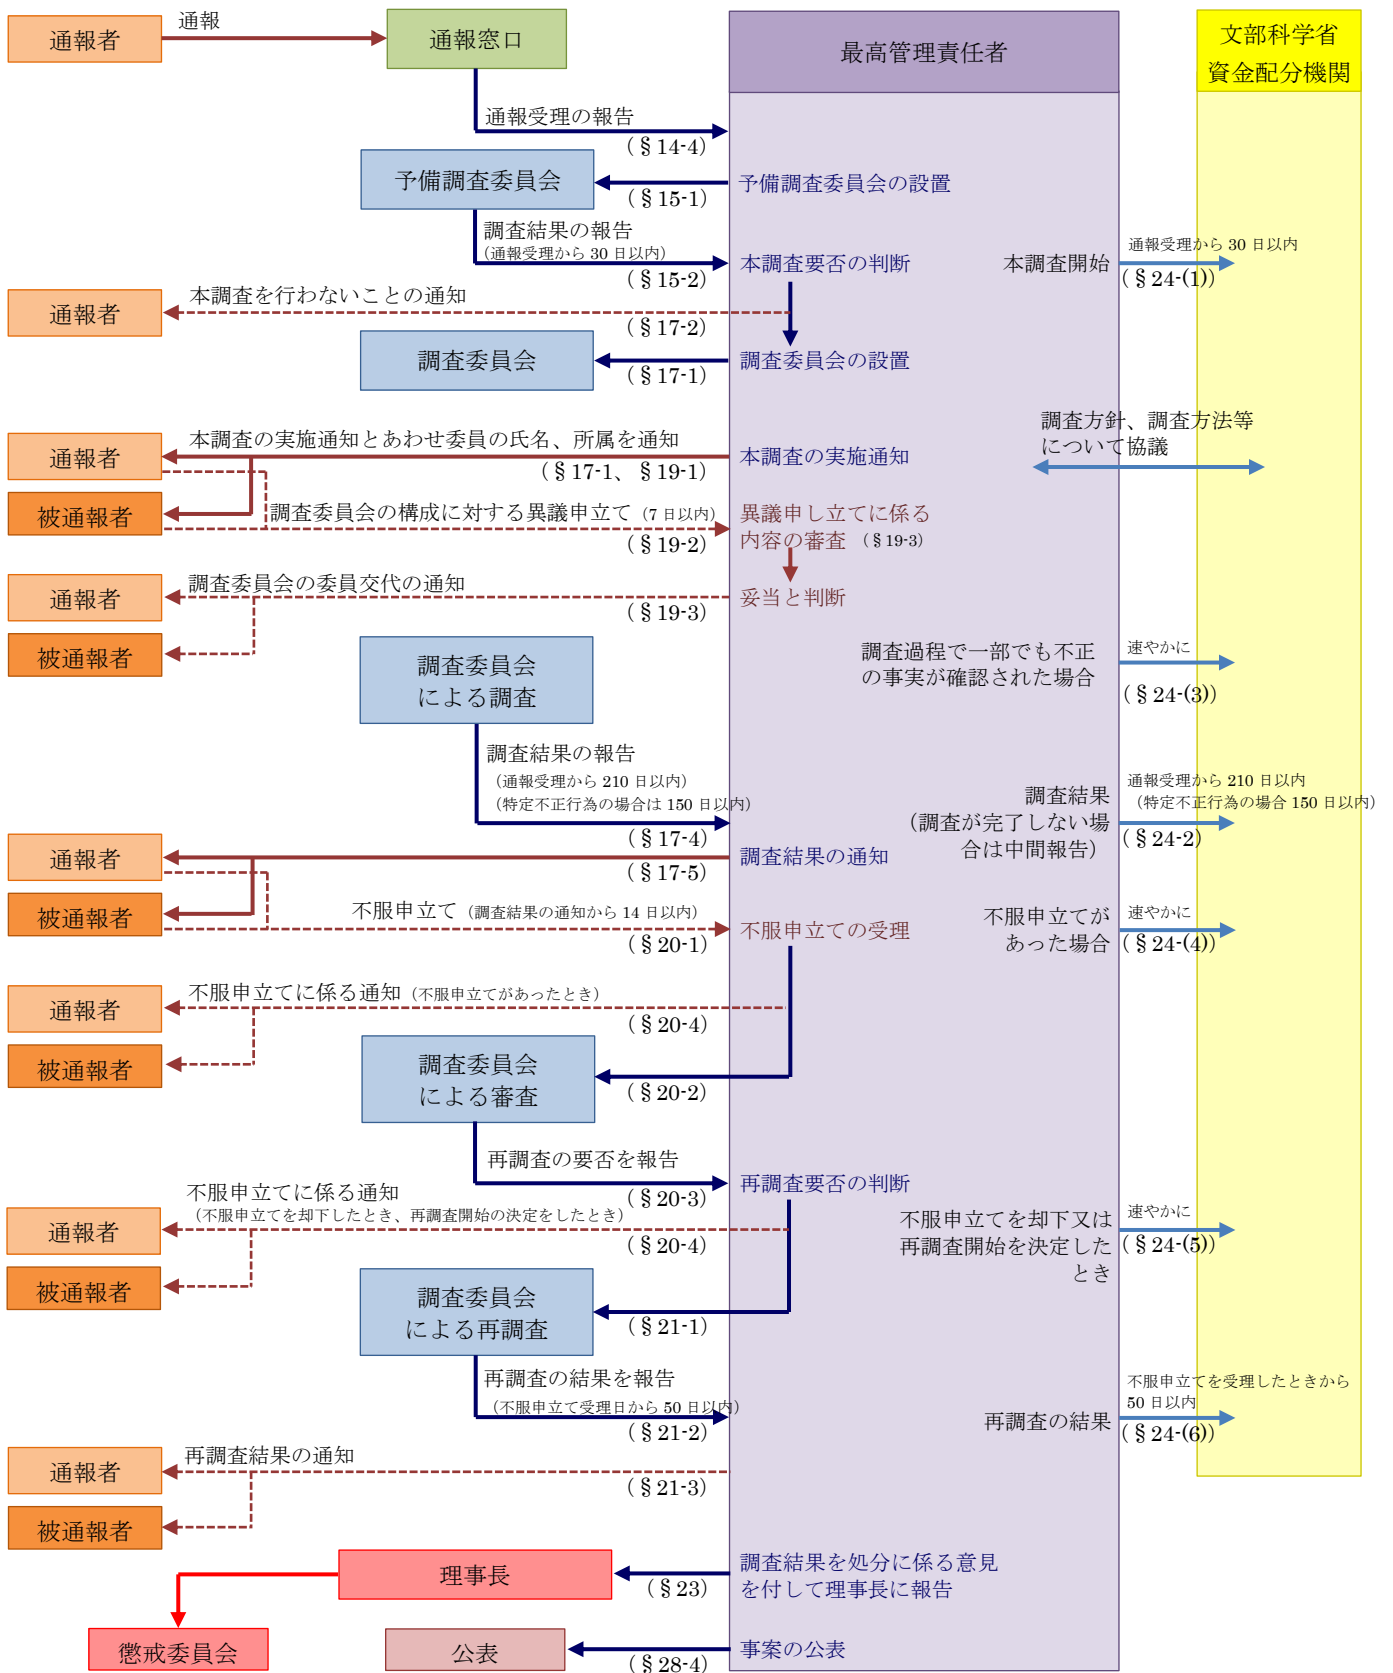 通報者
通報
通報窓口
最高管理責任者
文部科学省
資金配分機関
通報受理の報告
(§14-4)
予備調査委員会
予備調査委員会の設置
(§15-1)
調査結果の報告
(通報受理から 30 日以内)
(§15-2)
本調査要否の判断
本調査開始
通報受理から 30 日以内
(§24-(1))
通報者
本調査を行わないことの通知
(§17-2)
調査委員会
(§17-1)
調査委員会の設置
調査方針、調査方法等
について協議
通報者
本調査の実施通知とあわせ委員の氏名、所属を通知
(§17-1、§19-1)
本調査の実施通知
被通報者
調査委員会の構成に対する異議申立て (7 日以内)
(§19-2)
異議申し立てに係る
内容の審査 (§19-3)
通報者
調査委員会の委員交代の通知
(§19-3)
妥当と判断
被通報者
調査委員会
による調査
調査過程で一部でも不正
の事実が確認された場合
速やかに
(§24-(3))
調査結果の報告
(通報受理から 210 日以内)
(特定不正行為の場合は 150 日以内)
(§17-4)
調査結果
(調査が完了しない場
合は中間報告)
通報受理から 210 日以内
(特定不正行為の場合 150 日以内)
(§24-2)
通報者
(§17-5)
調査結果の通知
被通報者
不服申立て (調査結果の通知から 14 日以内)
(§20-1)
不服申立ての受理
不服申立てが
あった場合
速やかに
(§24-(4))
通報者
不服申立てに係る通知 (不服申立てがあったとき)
(§20-4)
被通報者
調査委員会
による審査
(§20-2)
再調査の要否を報告
(§20-3)
再調査要否の判断
通報者
不服申立てに係る通知
(不服申立てを却下したとき、再調査開始の決定をしたとき)
(§20-4)
不服申立てを却下又は
再調査開始を決定した
とき
速やかに
(§24-(5))
被通報者
調査委員会
による再調査
(§21-1)
再調査の結果を報告
(不服申立て受理日から 50 日以内)
(§21-2)
再調査の結果
不服申立てを受理したときから
50 日以内
(§24-(6))
通報者
再調査結果の通知
(§21-3)
被通報者
理事長
(§23)
調査結果を処分に係る意見
を付して理事長に報告
懲戒委員会
公表
(§28-4)
事案の公表